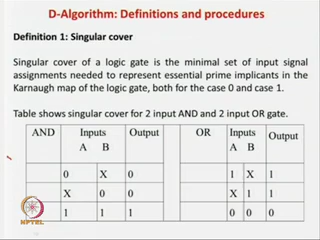 D-Algorithm: Definitions and procedures
Definition 1: Singular cover
Singular cover of a logic gate is the minimal set of input signal
assignments needed to represent essential prime implicants in the
Karnaugh map of the logic gate, both for the case 0 and case 1.
Table shows singular cover for 2 input AND and 2 input OR gate.
AND Inputs Output OR Inputs Output
A B A B
0 X 0 1 X 1
X 0 0 X 1 1
1 1 1 0 0 0
NPTEL